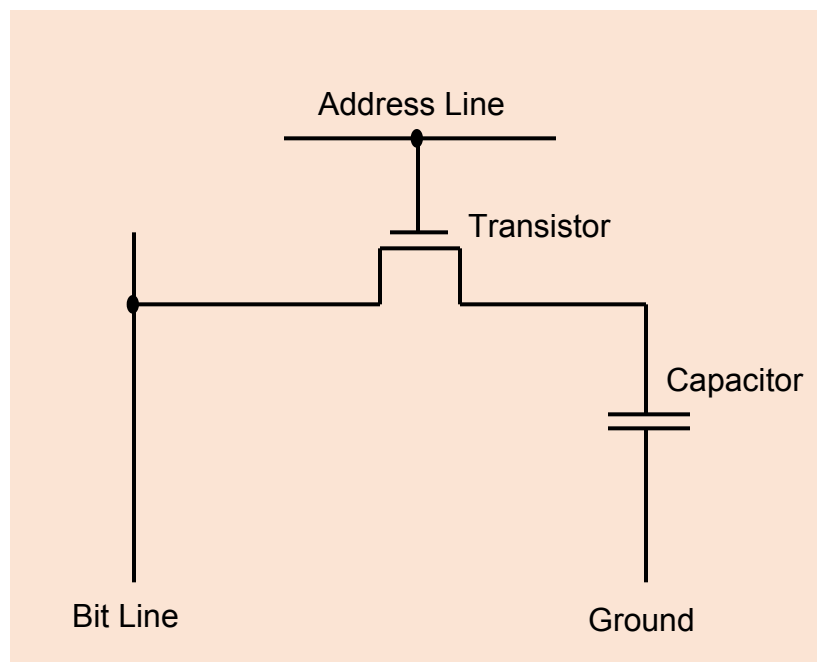 Address Line
Transistor
Capacitor
Bit Line
Ground